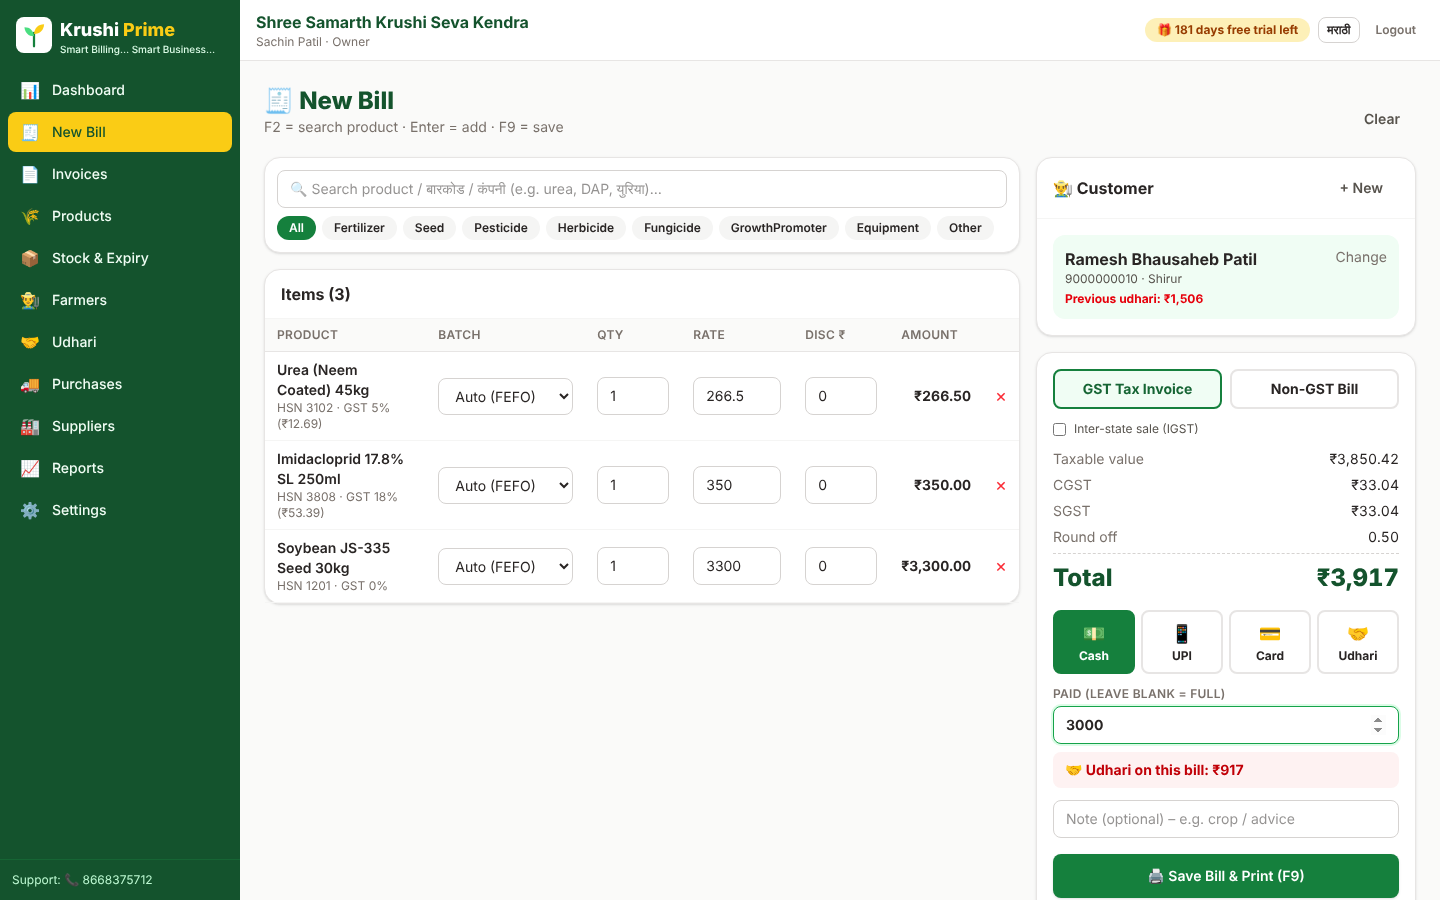 Krushi Prime
Smart Billing... Smart Business...
Dashboard
New Bill
Invoices
Products
Stock & Expiry
Farmers
Udhari
Purchases
Suppliers
Reports
Settings
Support: 📞 8668375712
Shree Samarth Krushi Seva Kendra
Sachin Patil · Owner
🎁 181 days free trial left
मराठी
Logout
🧾 New Bill
F2 = search product · Enter = add · F9 = save
Clear
🔍 Search product / बारकोड / कंपनी (e.g. urea, DAP, युरिया)...
All Fertilizer Seed Pesticide Herbicide Fungicide GrowthPromoter Equipment Other
Items (3)
PRODUCT BATCH QTY RATE DISC ₹ AMOUNT
Urea (Neem
Coated) 45kg
HSN 3102 · GST 5%
(₹12.69)
Auto (FEFO) 1 266.5 0 ₹266.50 ×
Imidacloprid 17.8%
SL 250ml
HSN 3808 · GST 18%
(₹53.39)
Auto (FEFO) 1 350 0 ₹350.00 ×
Soybean JS-335
Seed 30kg
HSN 1201 · GST 0%
Auto (FEFO) 1 3300 0 ₹3,300.00 ×
Customer
+ New
Ramesh Bhausaheb Patil
Change
9000000010 · Shirur
Previous udhari: ₹1,506
GST Tax Invoice
Non-GST Bill
Inter-state sale (IGST)
Taxable value ₹3,850.42
CGST ₹33.04
SGST ₹33.04
Round off 0.50
Total ₹3,917
Cash UPI Card Udhari
PAID (LEAVE BLANK = FULL)
3000
🤝 Udhari on this bill: ₹917
Note (optional) – e.g. crop / advice
🖨️ Save Bill & Print (F9)